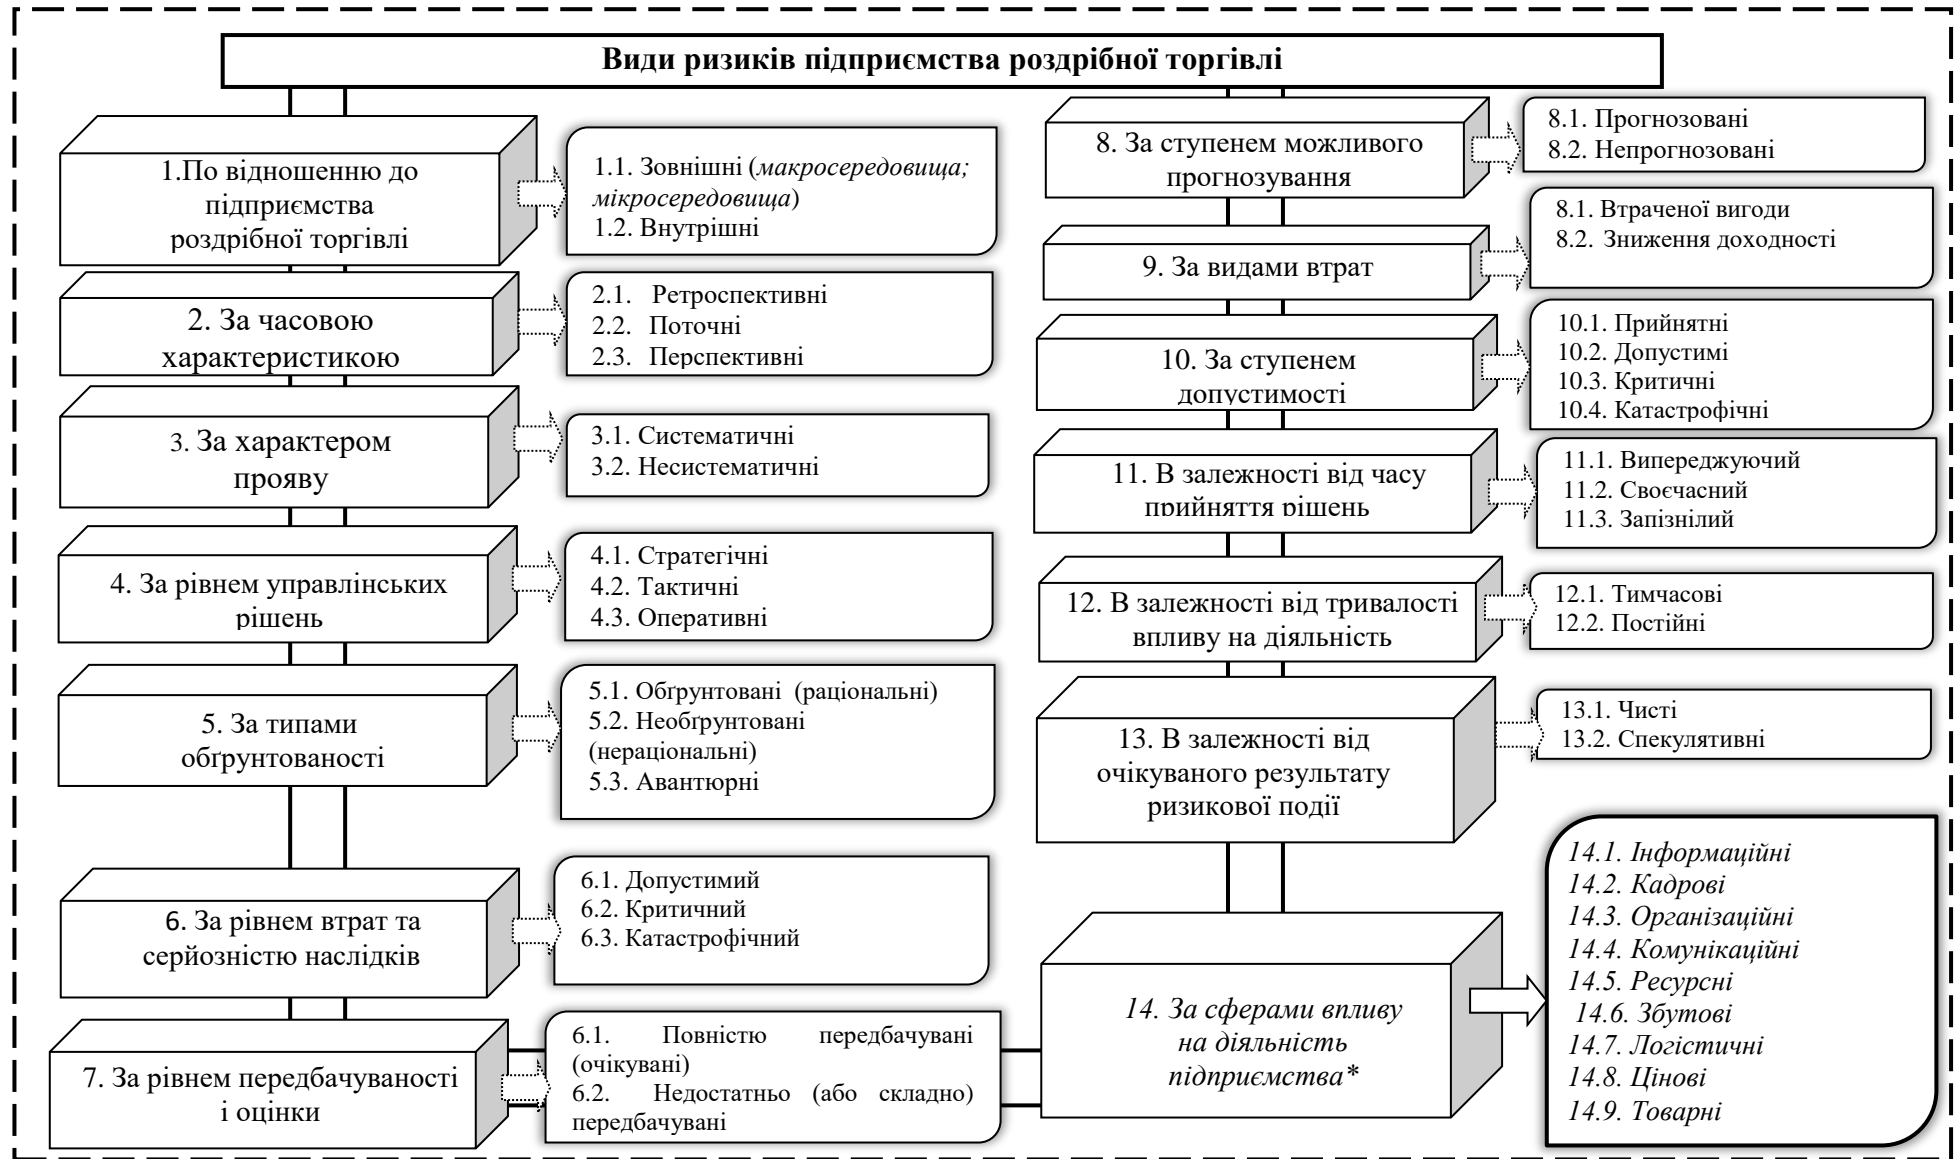 Види ризиків підприємства роздрібної торгівлі
1.По відношенню до
підприємства
роздрібної торгівлі
1.1. Зовнішні (макросередовища;
мікросередовища)
1.2. Внутрішні
2. За часовою
характеристикою
2.1. Ретроспективні
2.2. Поточні
2.3. Перспективні
3. За характером
прояву
3.1. Систематичні
3.2. Несистематичні
4. За рівнем управлінських
рішень
4.1. Стратегічні
4.2. Тактичні
4.3. Оперативні
5. За типами
обґрунтованості
5.1. Обґрунтовані (раціональні)
5.2. Необґрунтовані
(нераціональні)
5.3. Авантюрні
6. За рівнем втрат та
серйозністю наслідків
6.1. Допустимий
6.2. Критичний
6.3. Катастрофічний
7. За рівнем передбачуваності
і оцінки
6.1. Повністю передбачувані
(очікувані)
6.2. Недостатньо (або складно)
передбачувані
8. За ступенем можливого
прогнозування
8.1. Прогнозовані
8.2. Непрогнозовані
9. За видами втрат
8.1. Втраченої вигоди
8.2. Зниження доходності
10. За ступенем
допустимості
10.1. Прийнятні
10.2. Допустимі
10.3. Критичні
10.4. Катастрофічні
11. В залежності від часу
прийняття рішень
11.1. Випереджуючий
11.2. Своєчасний
11.3. Запізнілий
12. В залежності від тривалості
впливу на діяльність
12.1. Тимчасові
12.2. Постійні
13. В залежності від
очікуваного результату
ризикової події
13.1. Чисті
13.2. Спекулятивні
14. За сферами впливу
на діяльність
підприємства*
14.1. Інформаційні
14.2. Кадрові
14.3. Організаційні
14.4. Комунікаційні
14.5. Ресурсні
14.6. Збутові
14.7. Логістичні
14.8. Цінові
14.9. Товарні